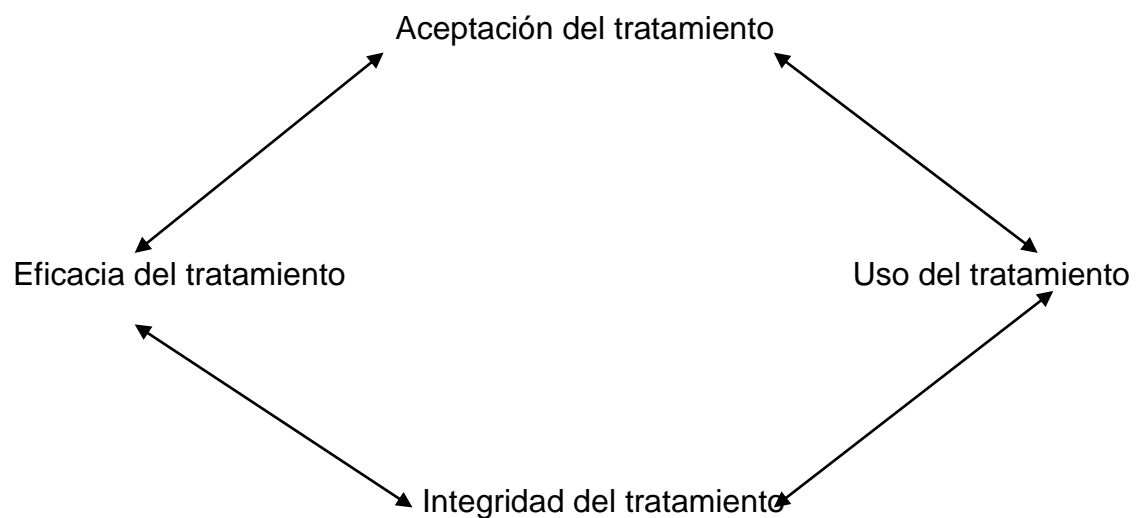 Aceptación del tratamiento
Eficacia del tratamiento
Uso del tratamiento
Integridad del tratamiento